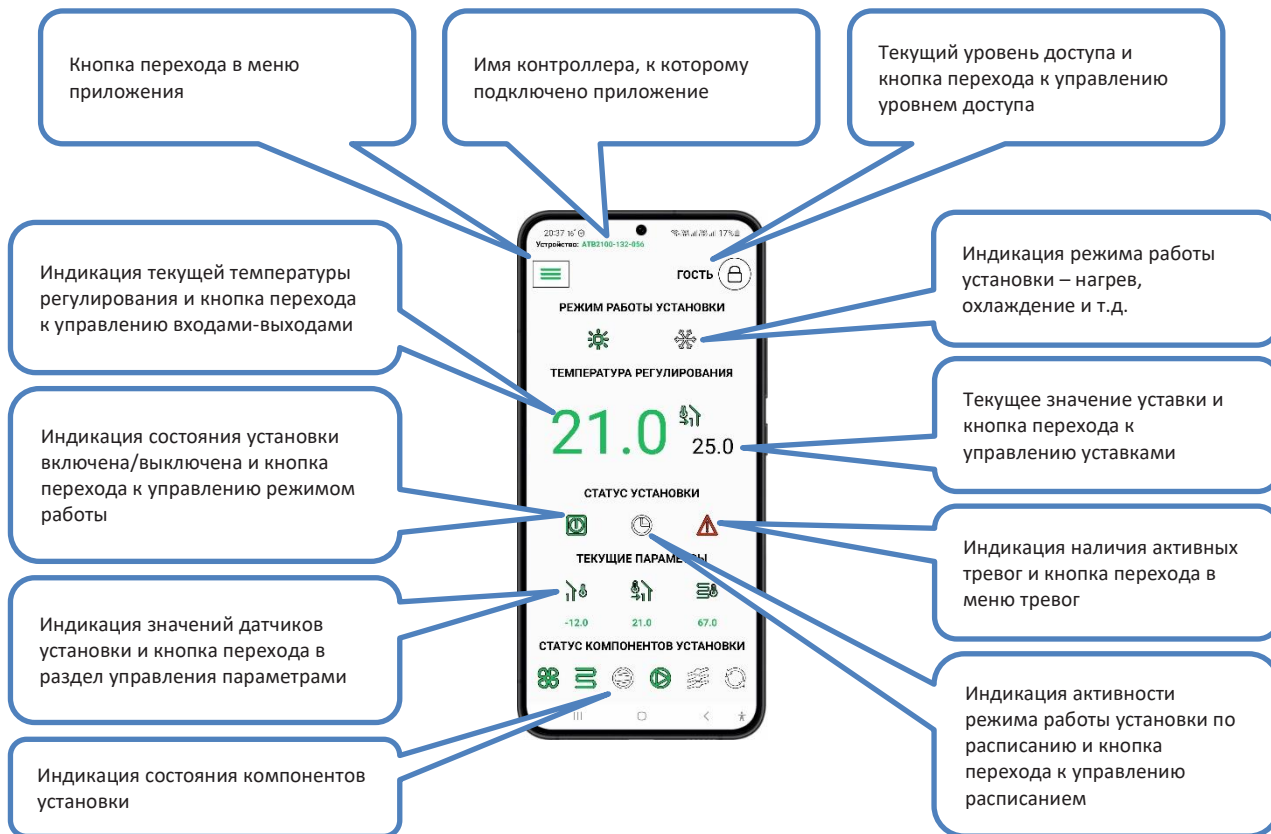 Кнопка перехода в меню
приложения
Имя контроллера, к которому
подключено приложение
Текущий уровень доступа и
кнопка перехода к управлению
уровнем доступа
Индикация текущей температуры
регулирования и кнопка перехода
к управлению входами-выходами
Индикация состояния установки
включена/выключена и кнопка
перехода к управлению режимом
работы
Индикация значений датчиков
установки и кнопка перехода в
раздел управления параметрами
Индикация состояния компонентов
установки
20:37 16°
17%
Устройство: ATB2100-132-056
ГОСТЬ
РЕЖИМ РАБОТЫ УСТАНОВКИ
ТЕМПЕРАТУРА РЕГУЛИРОВАНИЯ
21.0
25.0
СТАТУС УСТАНОВКИ
ТЕКУЩИЕ ПАРАМЕТРЫ
-12.0 21.0 67.0
СТАТУС КОМПОНЕНТОВ УСТАНОВКИ
Индикация режима работы
установки – нагрев,
охлаждение и т.д.
Текущее значение уставки и
кнопка перехода к
управлению уставками
Индикация наличия активных
тревог и кнопка перехода в
меню тревог
Индикация активности
режима работы установки по
расписанию и кнопка
перехода к управлению
расписанием